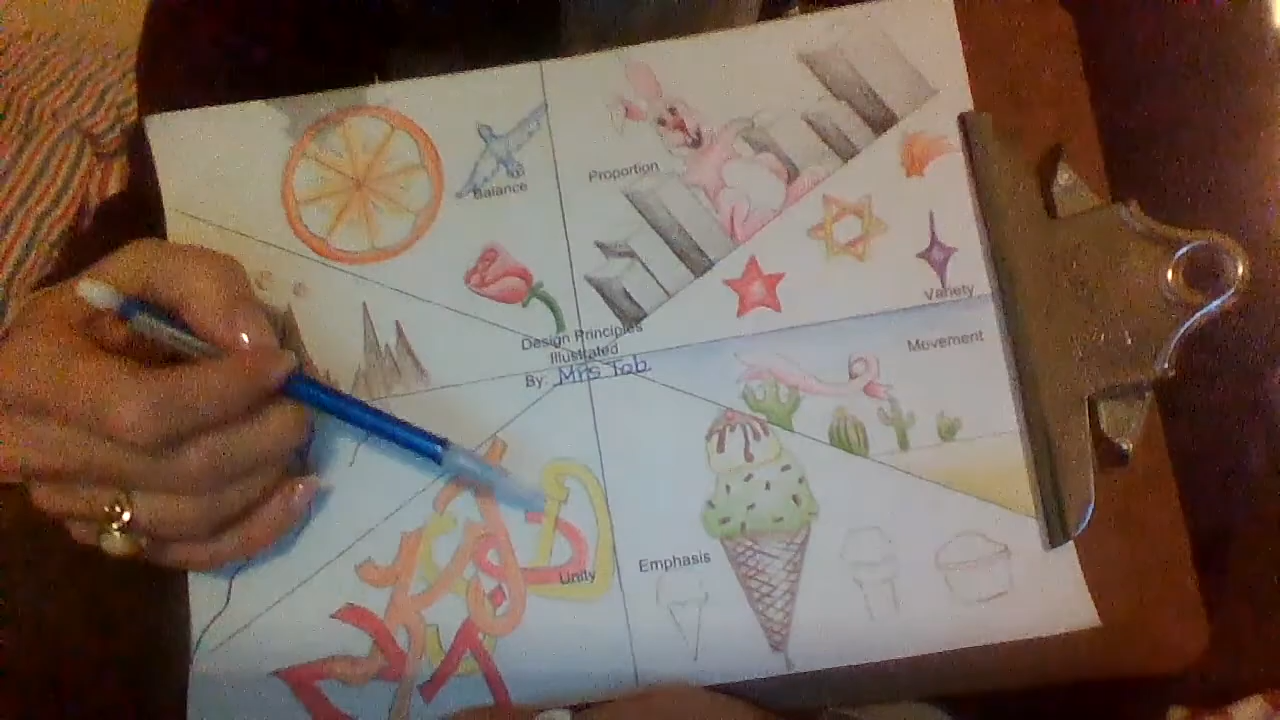 Balance
Proportion
Variety
Design Principles
Illustrated
By: Mrs Tob
Movement
Emphasis
Unity